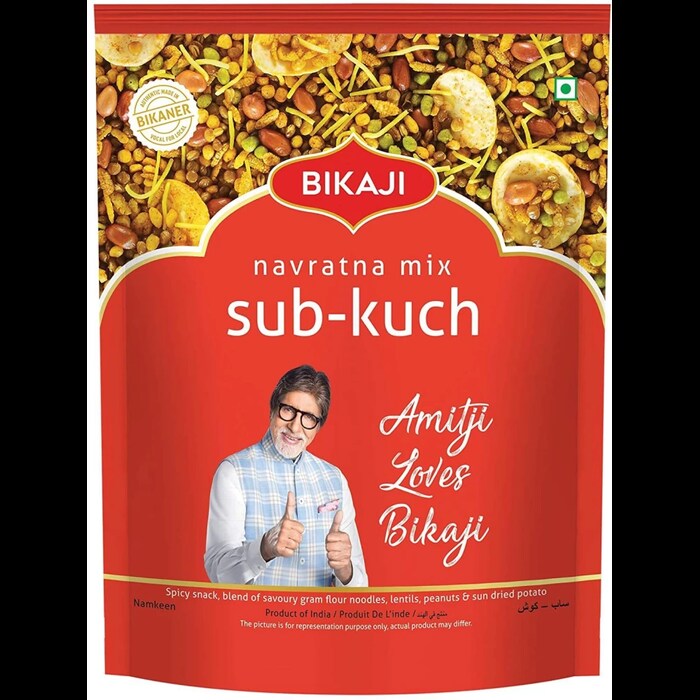 AUTHENTIC MADE IN
BIKANER
VOCAL FOR LOCAL
BIKAJI
navratna mix
sub-kuch
Amitji
Loves
Bikaji
Spicy snack, blend of savoury gram flour noodles, lentils, peanuts & sun dried potato
Namkeen
Product of India / Produit De L'inde / منتج في الهند
ساب – كوش
The picture is for representation purpose only, actual product may differ.